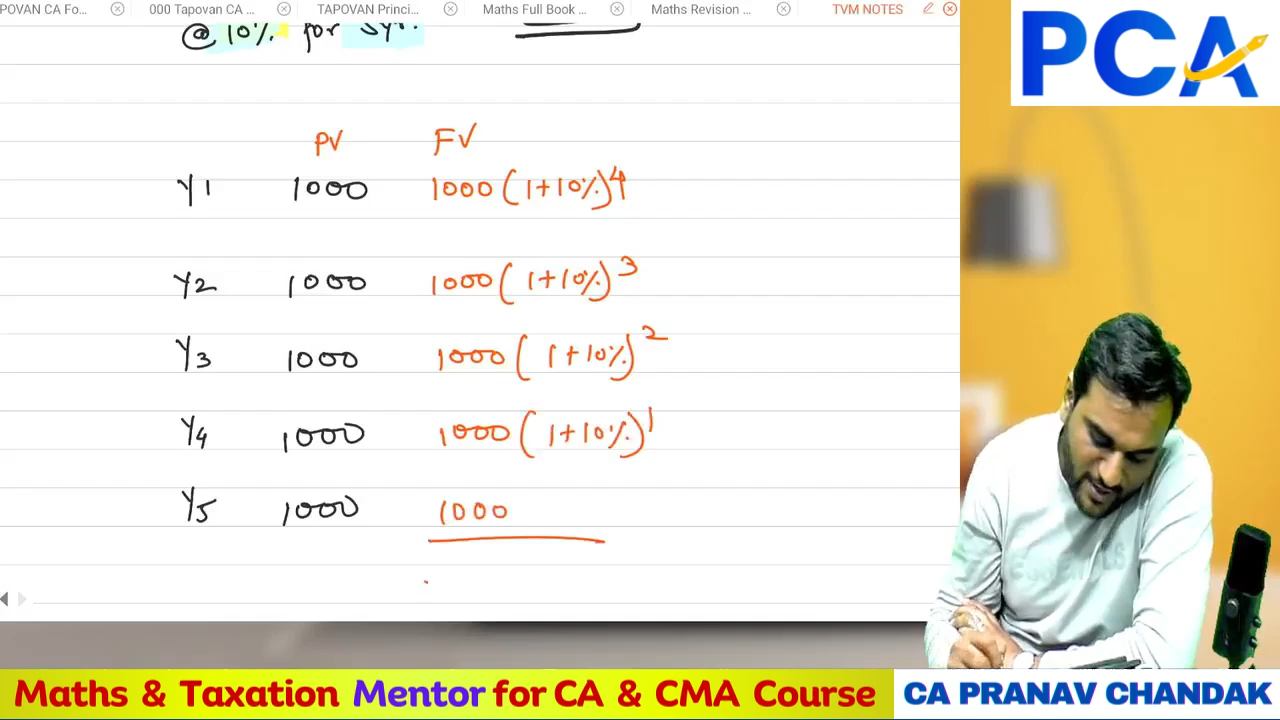 POVAN CA Fo... 000 Tapovan CA ... TAPOVAN Princi... Maths Full Book ... Maths Revision ... TVM NOTES
@ 10% for 5yr.
PV FV
Y1 1000 1000 (1+10%)^4
Y2 1000 1000 (1+10%)^3
Y3 1000 1000 (1+10%)^2
Y4 1000 1000 (1+10%)^1
Y5 1000 1000
PCA
Maths & Taxation Mentor for CA & CMA Course
CA PRANAV CHANDAK